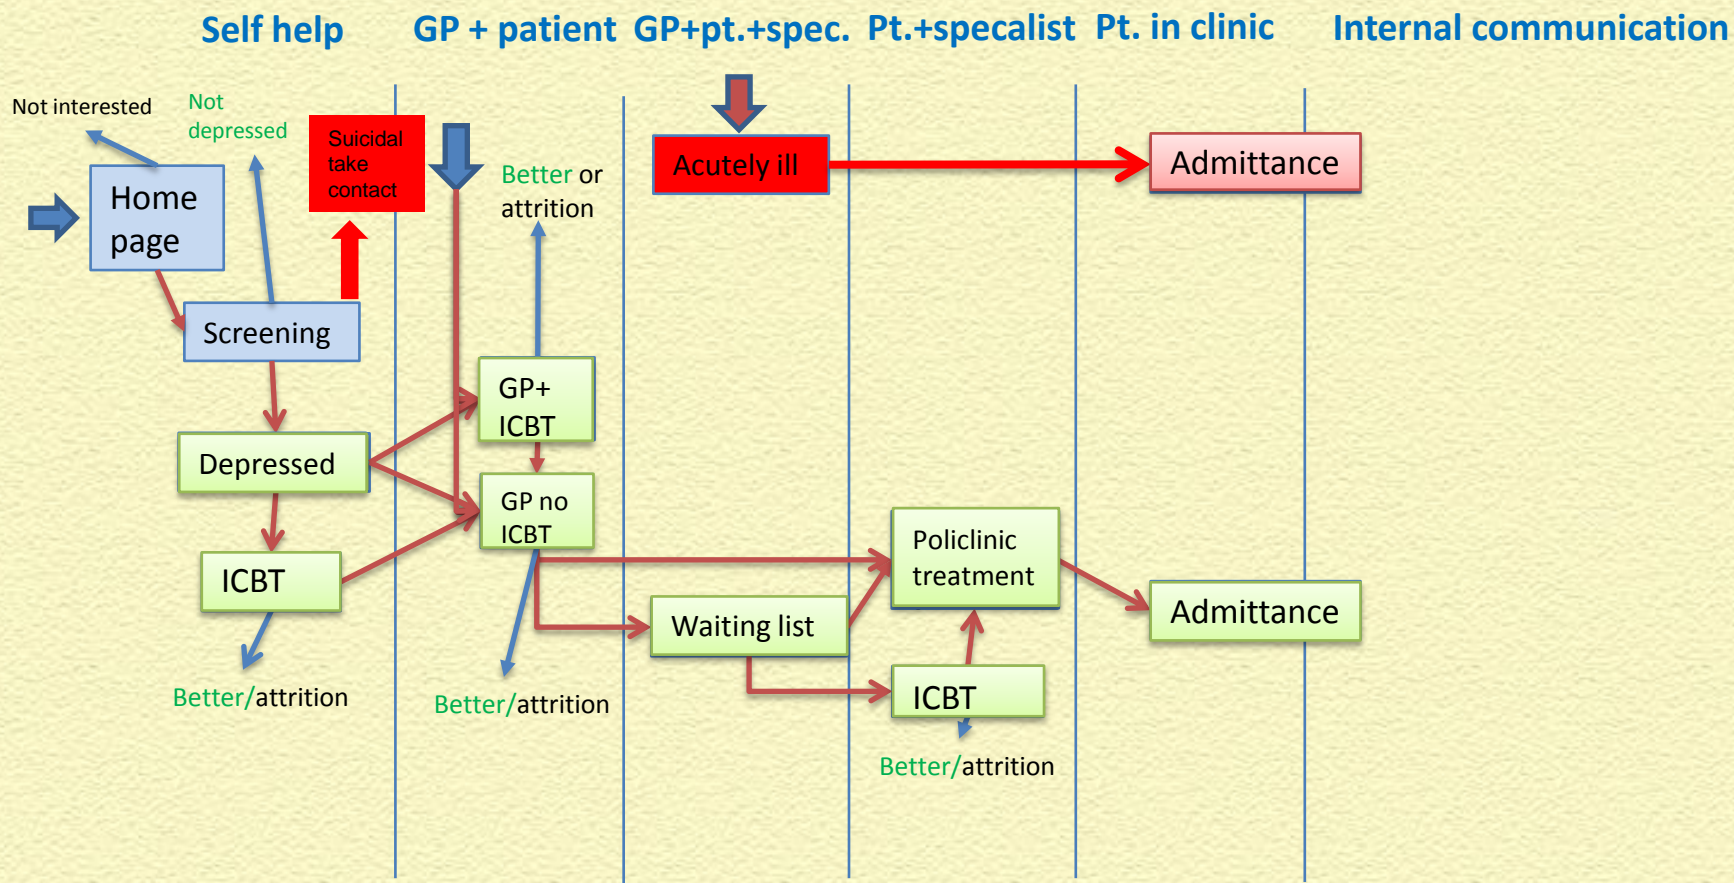 Self help
GP + patient
GP+pt.+spec.
Pt.+specalist
Pt. in clinic
Internal communication
Not interested
Not
depressed
Suicidal
take
contact
Home
page
Screening
Depressed
ICBT
Better/attrition
Better or
attrition
GP+
ICBT
GP no
ICBT
Better/attrition
Acutely ill
Waiting list
Policlinic
treatment
ICBT
Better/attrition
Admittance
Admittance